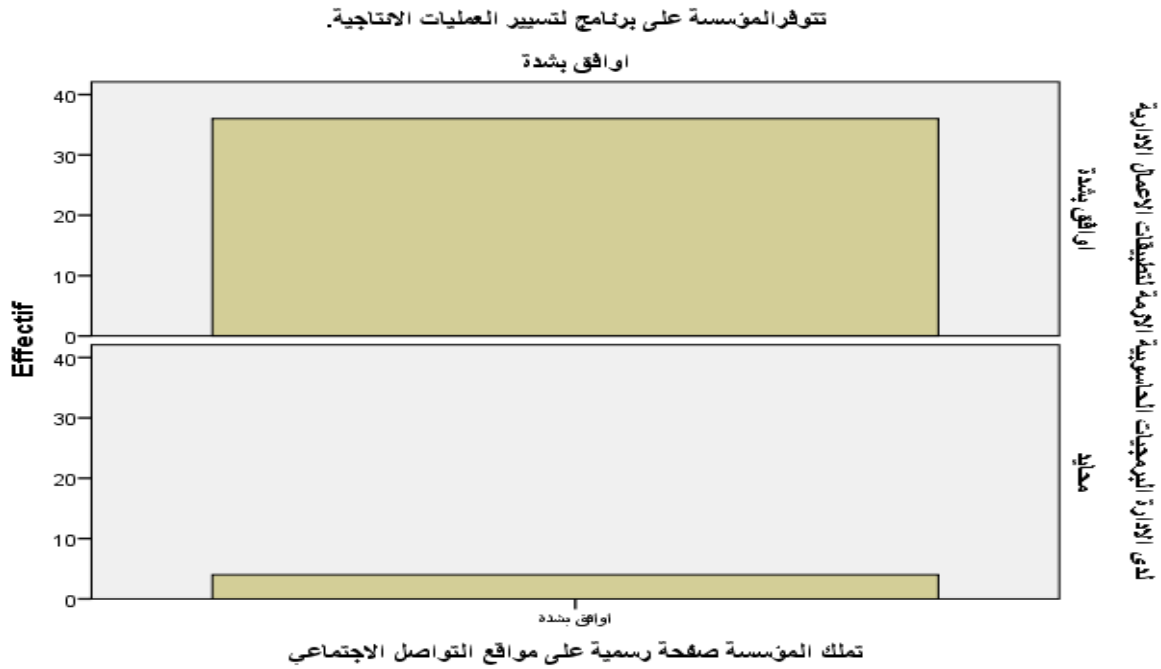 تتوفرالمؤسسة على برنامج لتسيير العمليات الانتاجية.
اوافق بشدة
40
30
20
10
0
اوافق بشدة
40
30
20
10
0
محايد
Effectif
لدى الادارة البرمجيات الحاسوبية الازمة لتطبيقات الاعمال الادارية
اوافق بشدة
تملك المؤسسة صفحة رسمية على مواقع التواصل الاجتماعي